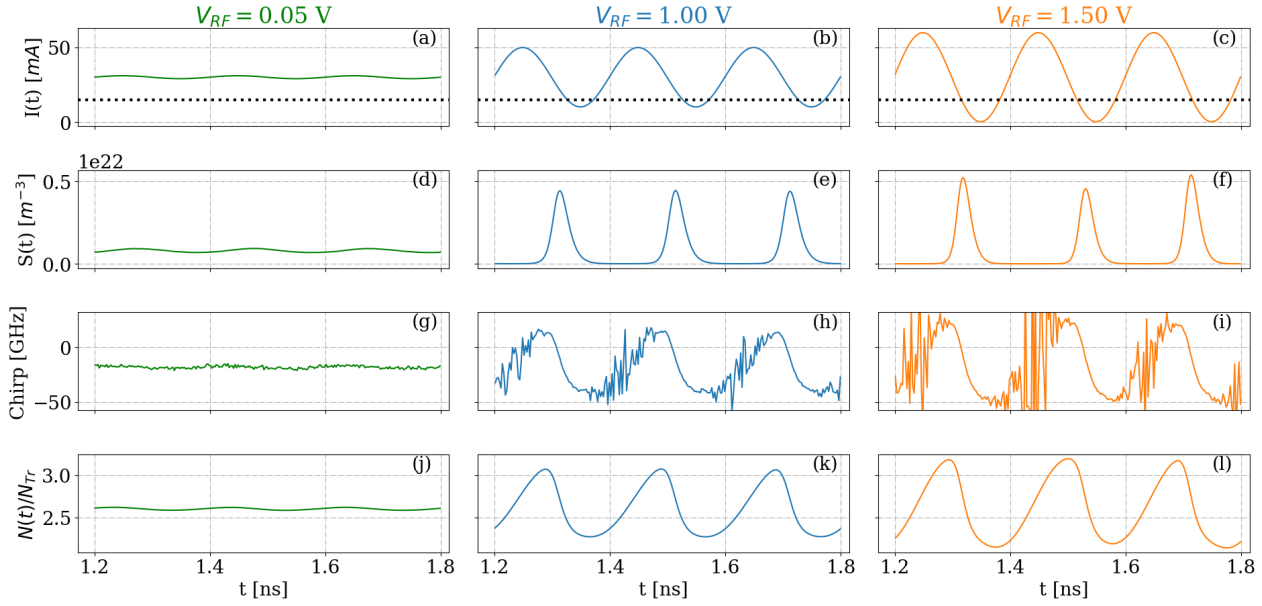 V_RF = 0.05 V V_RF = 1.00 V V_RF = 1.50 V
I(t) [mA] 50 0 (a) (b) (c)
1e22
S(t) [m⁻³] 0.5 0.0 (d) (e) (f)
Chirp [GHz] 0 −50 (g) (h) (i)
N(t)/N_Tr 3.0 2.5 (j) (k) (l)
1.2 1.4 1.6 1.8 1.2 1.4 1.6 1.8 1.2 1.4 1.6 1.8
t [ns] t [ns] t [ns]